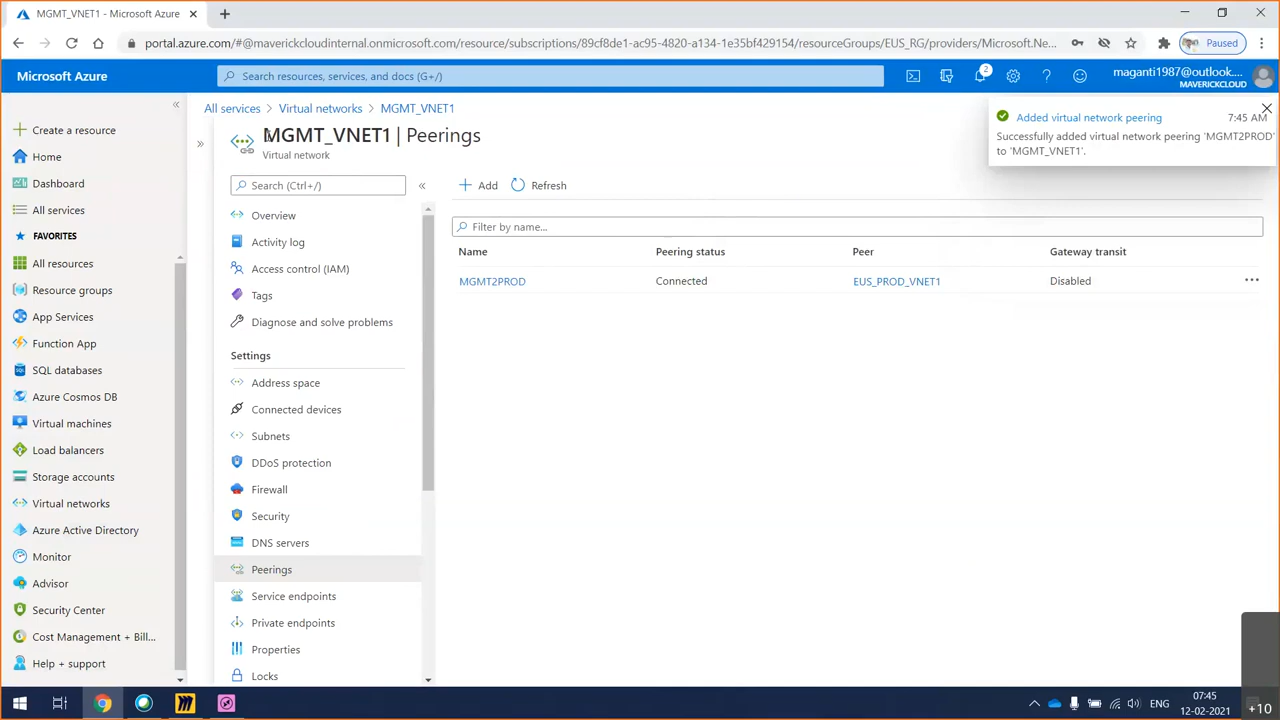 MGMT_VNET1 - Microsoft Azure
portal.azure.com/#@maverickcloudinternal.onmicrosoft.com/resource/subscriptions/89cf8de1-ac95-4820-a134-1e35bf429154/resourceGroups/EUS_RG/providers/Microsoft.Ne...
Paused
Microsoft Azure
Search resources, services, and docs (G+/)
2
maganti1987@outlook....
MAVERICKCLOUD
All services > Virtual networks > MGMT_VNET1
MGMT_VNET1 | Peerings
Virtual network
Added virtual network peering 7:45 AM
Successfully added virtual network peering 'MGMT2PROD'
to 'MGMT_VNET1'.
Create a resource
Home
Dashboard
All services
FAVORITES
All resources
Resource groups
App Services
Function App
SQL databases
Azure Cosmos DB
Virtual machines
Load balancers
Storage accounts
Virtual networks
Azure Active Directory
Monitor
Advisor
Security Center
Cost Management + Bill...
Help + support
Search (Ctrl+/)
Overview
Activity log
Access control (IAM)
Tags
Diagnose and solve problems
Settings
Address space
Connected devices
Subnets
DDoS protection
Firewall
Security
DNS servers
Peerings
Service endpoints
Private endpoints
Properties
Locks
Add Refresh
Filter by name...
Name Peering status Peer Gateway transit
MGMT2PROD Connected EUS_PROD_VNET1 Disabled
ENG
07:45
12-02-2021
+10